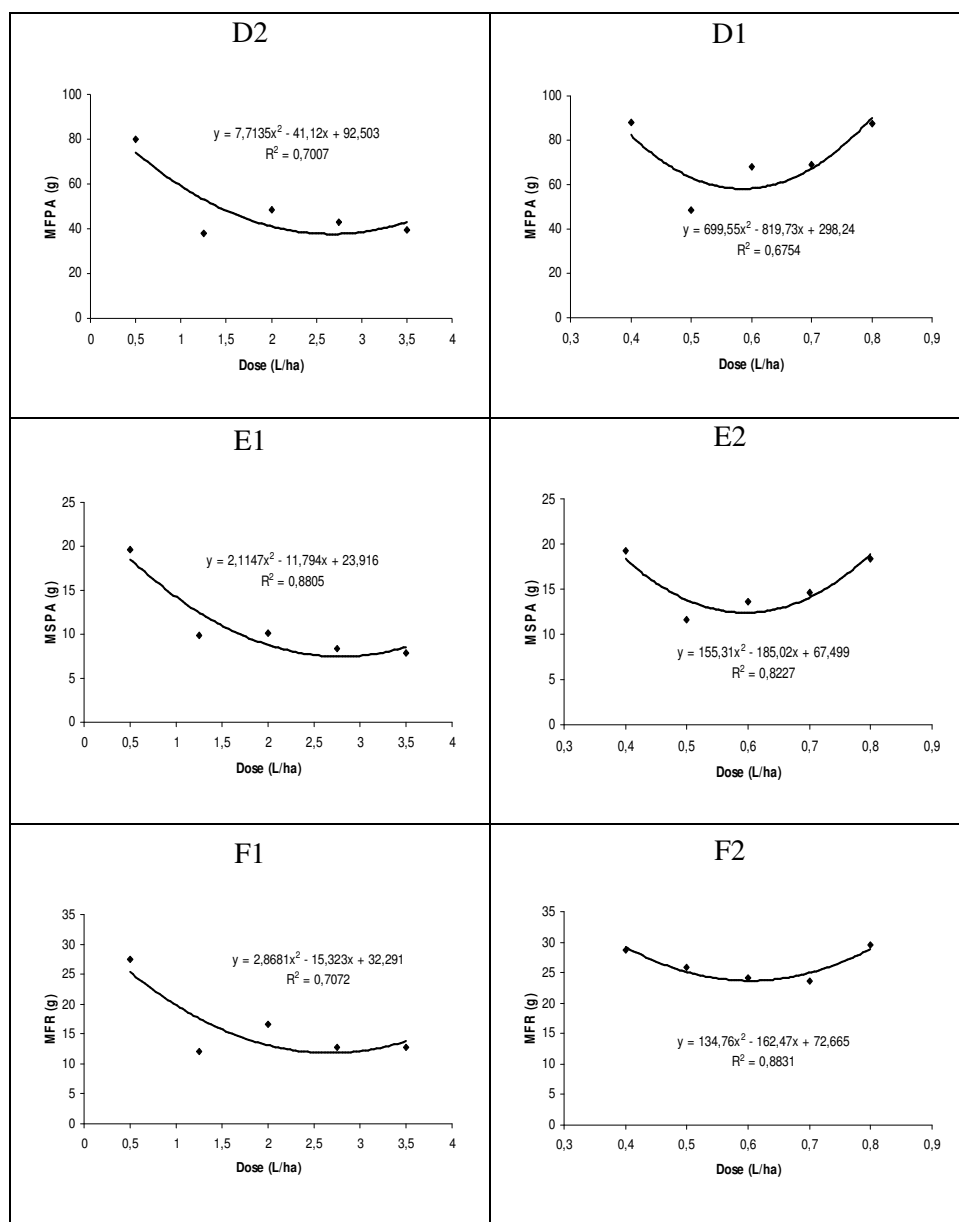 D2
100
80
60
40
20
0
MFPA (g)
y = 7,7135x² - 41,12x + 92,503
R² = 0,7007
0 0,5 1 1,5 2 2,5 3 3,5 4
Dose (L/ha)
D1
100
80
60
40
20
0
MFPA (g)
y = 699,55x² - 819,73x + 298,24
R² = 0,6754
0,3 0,4 0,5 0,6 0,7 0,8 0,9
Dose (L/ha)
E1
25
20
15
10
5
0
MSPA (g)
y = 2,1147x² - 11,794x + 23,916
R² = 0,8805
0 0,5 1 1,5 2 2,5 3 3,5 4
Dose (L/ha)
E2
25
20
15
10
5
0
MSPA (g)
y = 155,31x² - 185,02x + 67,499
R² = 0,8227
0,3 0,4 0,5 0,6 0,7 0,8 0,9
Dose (L/ha)
F1
35
30
25
20
15
10
5
0
MFR (g)
y = 2,8681x² - 15,323x + 32,291
R² = 0,7072
0 0,5 1 1,5 2 2,5 3 3,5 4
Dose (L/ha)
F2
35
30
25
20
15
10
5
0
MFR (g)
y = 134,76x² - 162,47x + 72,665
R² = 0,8831
0,3 0,4 0,5 0,6 0,7 0,8 0,9
Dose (L/ha)